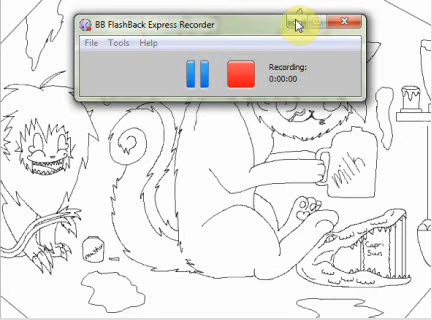 BB FlashBack Express Recorder
File Tools Help
Recording:
0:00:00
milk
Capri
Sun